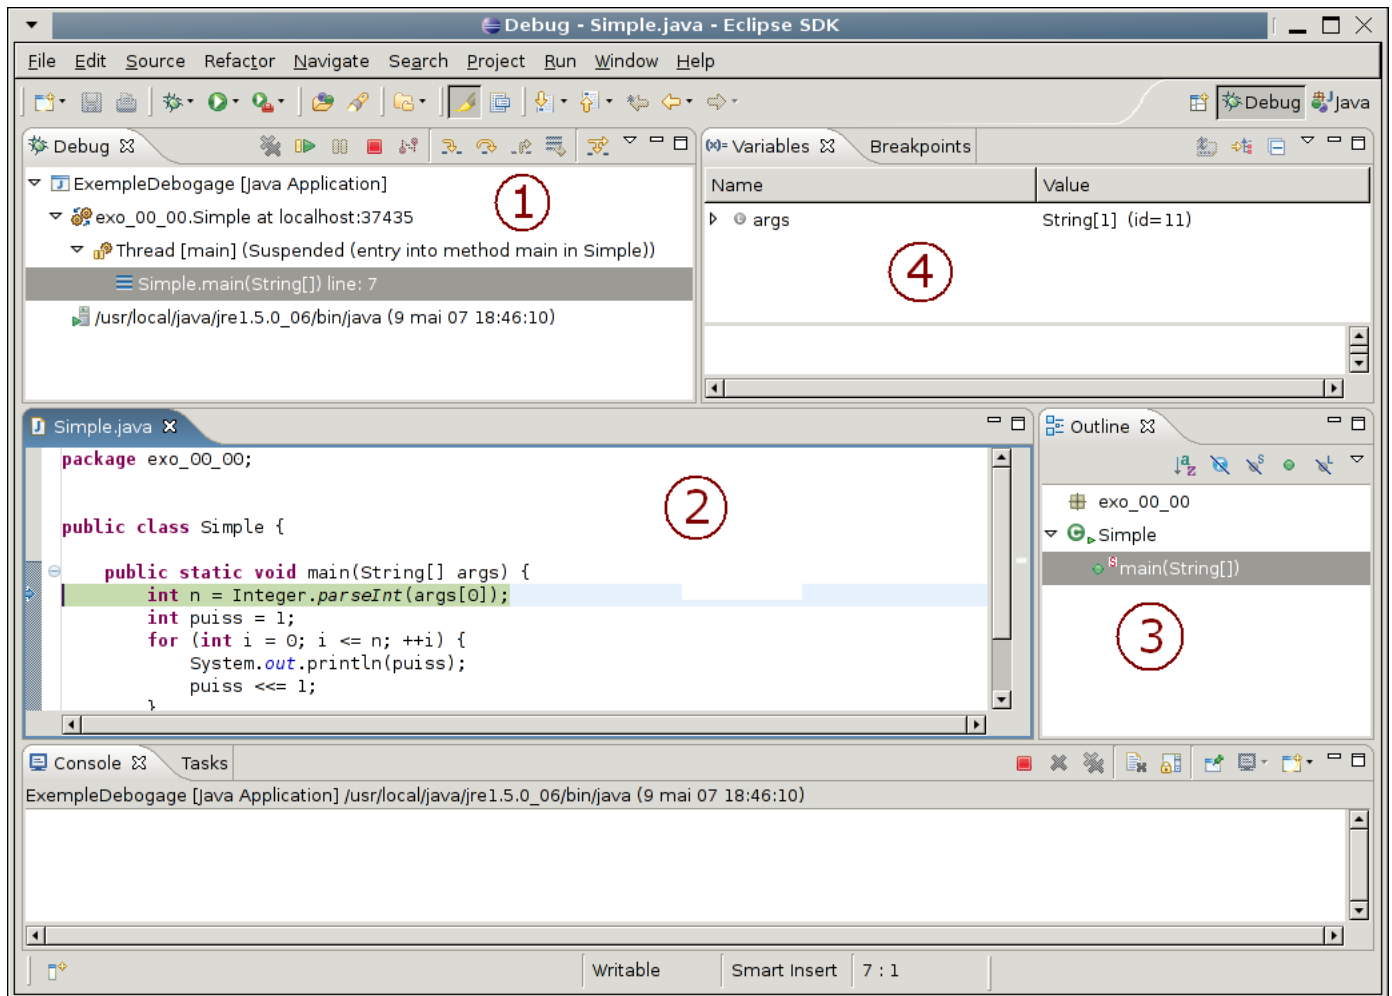 Debug - Simple.java - Eclipse SDK
File Edit Source Refactor Navigate Search Project Run Window Help
Debug Java
Debug
ExempleDebogage [Java Application]
exo_00_00.Simple at localhost:37435
Thread [main] (Suspended (entry into method main in Simple))
Simple.main(String[]) line: 7
/usr/local/java/jre1.5.0_06/bin/java (9 mai 07 18:46:10)
1
(x)= Variables Breakpoints
Name Value
args String[1] (id=11)
4
Simple.java
package exo_00_00;
public class Simple {
public static void main(String[] args) {
int n = Integer.parseInt(args[0]);
int puiss = 1;
for (int i = 0; i <= n; ++i) {
System.out.println(puiss);
puiss <<= 1;
}
2
Outline
exo_00_00
Simple
main(String[])
3
Console Tasks
ExempleDebogage [Java Application] /usr/local/java/jre1.5.0_06/bin/java (9 mai 07 18:46:10)
Writable Smart Insert 7 : 1